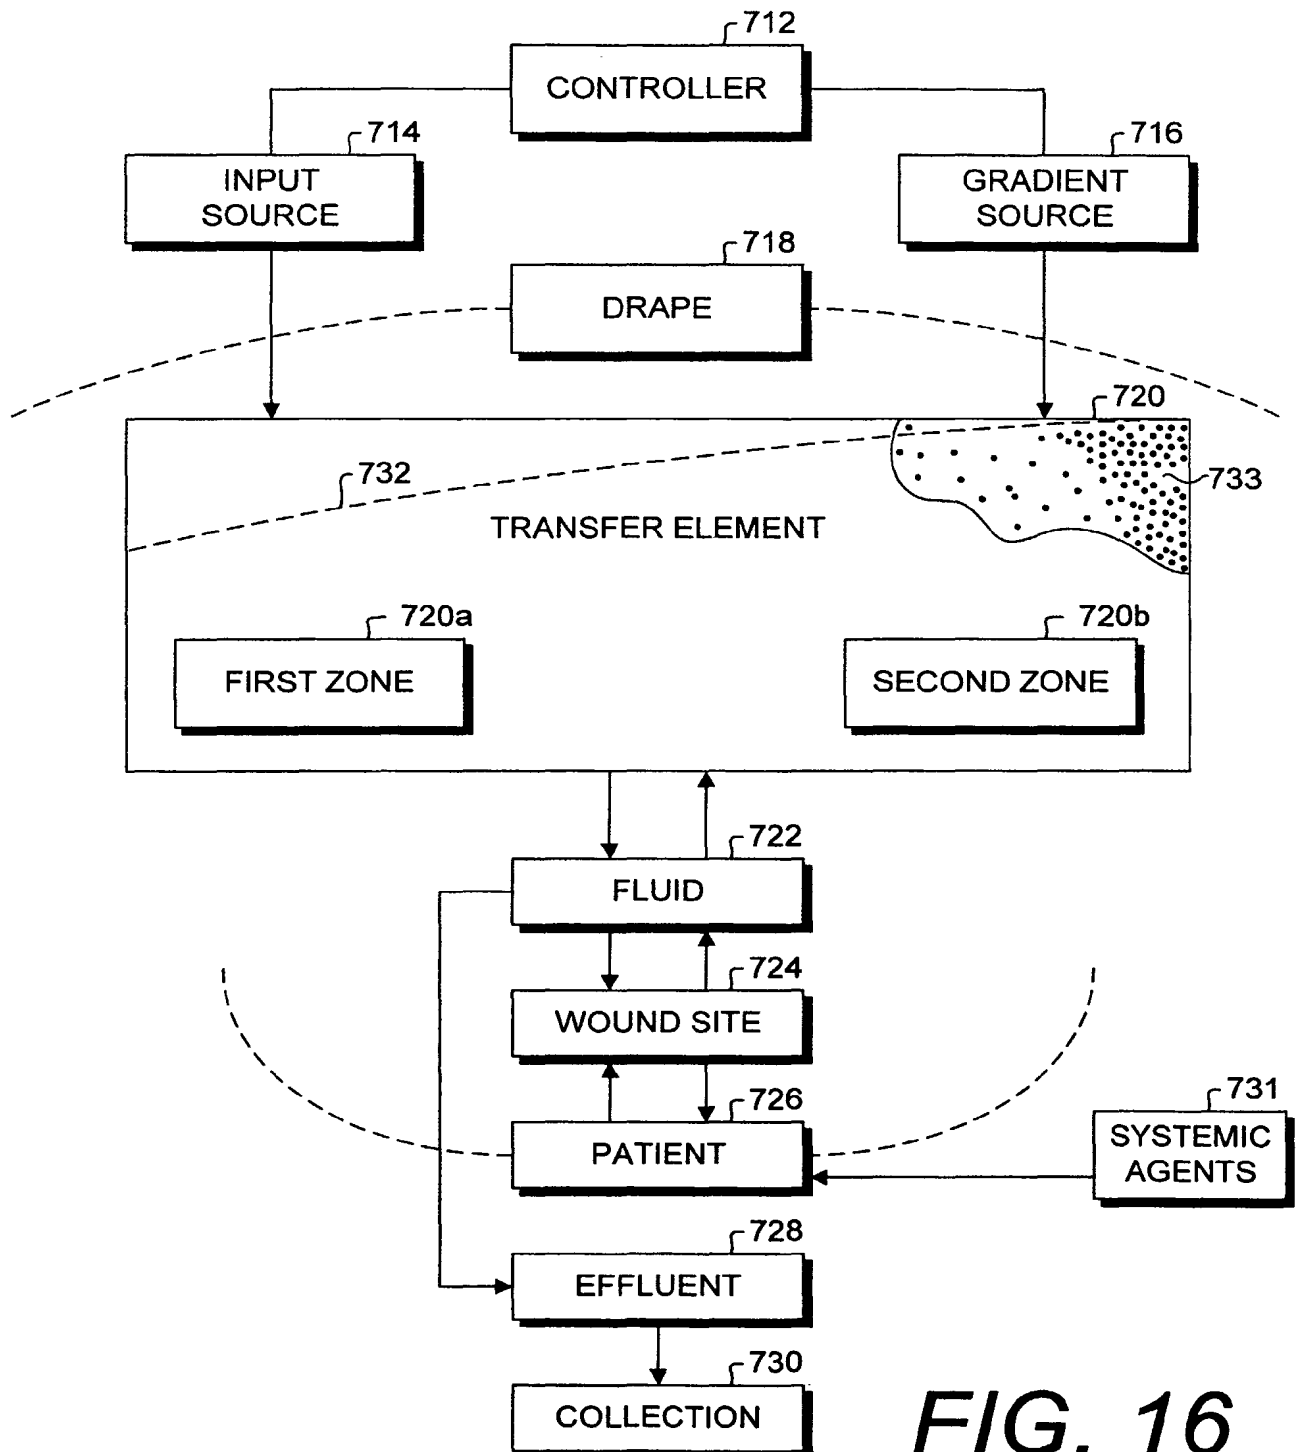 712
CONTROLLER
714
INPUT
SOURCE
716
GRADIENT
SOURCE
718
DRAPE
720
732
733
TRANSFER ELEMENT
720a
FIRST ZONE
720b
SECOND ZONE
722
FLUID
724
WOUND SITE
726
PATIENT
731
SYSTEMIC
AGENTS
728
EFFLUENT
730
COLLECTION
FIG. 16